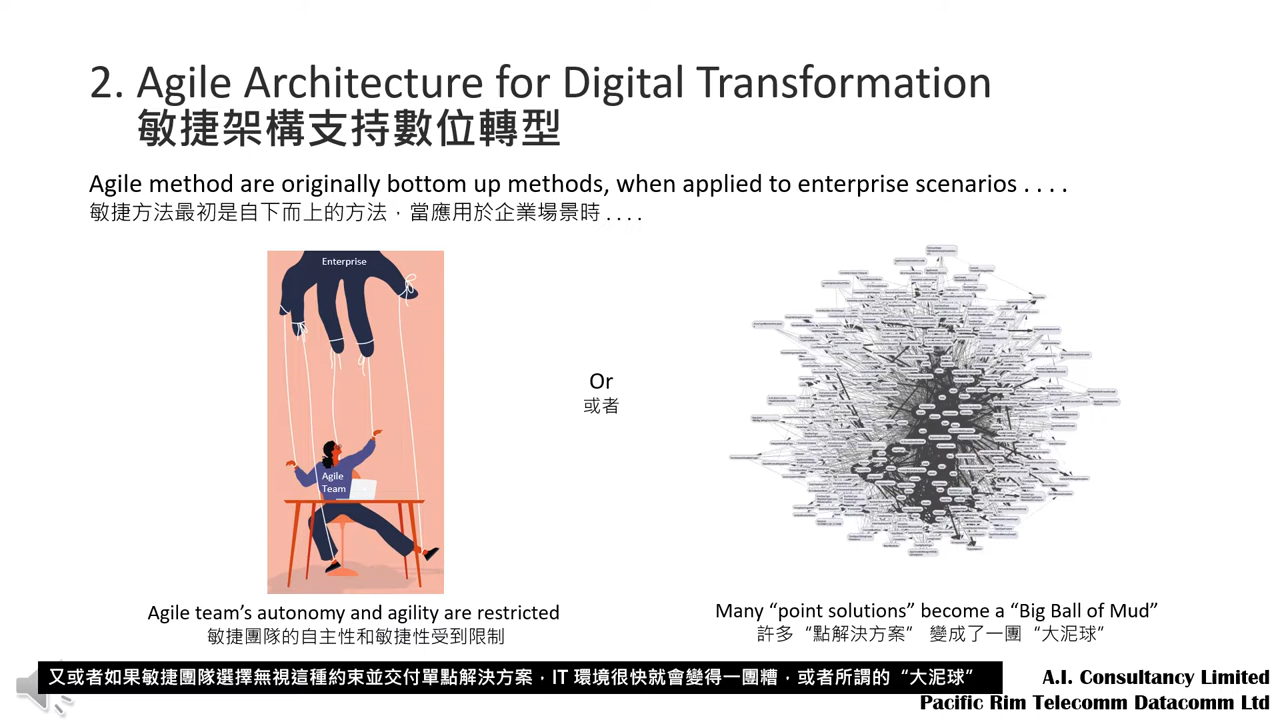 2. Agile Architecture for Digital Transformation
敏捷架構支持數位轉型
Agile method are originally bottom up methods, when applied to enterprise scenarios . . . .
敏捷方法最初是自下而上的方法，當應用於企業場景時 . . . .
Enterprise
Agile
Team
Or
或者
Agile team’s autonomy and agility are restricted
敏捷團隊的自主性和敏捷性受到限制
Many “point solutions” become a “Big Ball of Mud”
許多“點解決方案” 變成了一團“大泥球”
又或者如果敏捷團隊選擇無視這種約束並交付單點解決方案，IT 環境很快就會變得一團糟，或者所謂的“大泥球”
A.I. Consultancy Limited
Pacific Rim Telecomm Datacomm Ltd